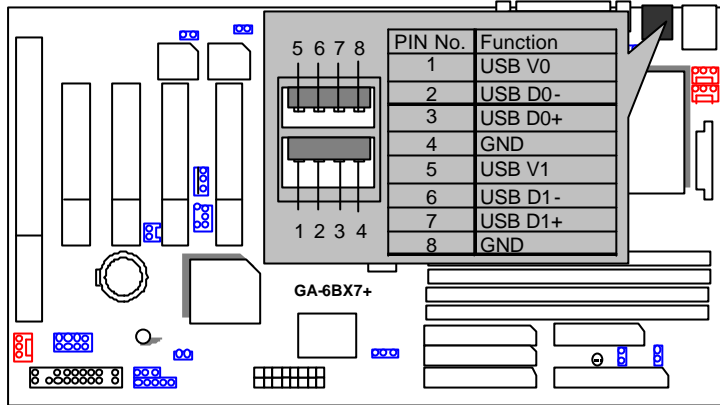 5 6 7 8
1 2 3 4
PIN No. Function
1 USB V0
2 USB D0-
3 USB D0+
4 GND
5 USB V1
6 USB D1-
7 USB D1+
8 GND
GA-6BX7+